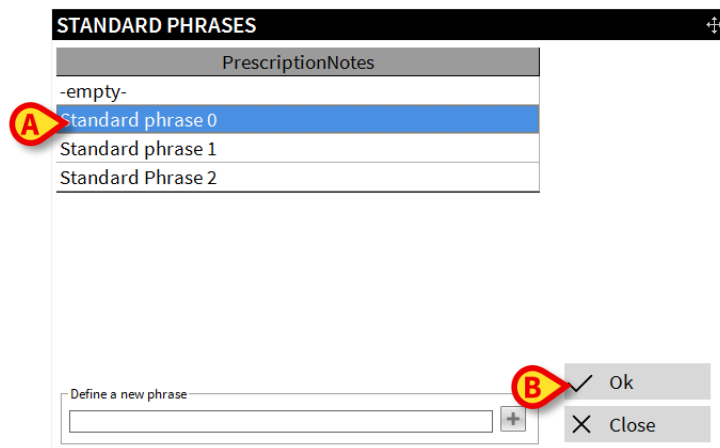 STANDARD PHRASES
PrescriptionNotes
-empty-
A
Standard phrase 0
Standard phrase 1
Standard Phrase 2
B
Ok
Define a new phrase
+
Close